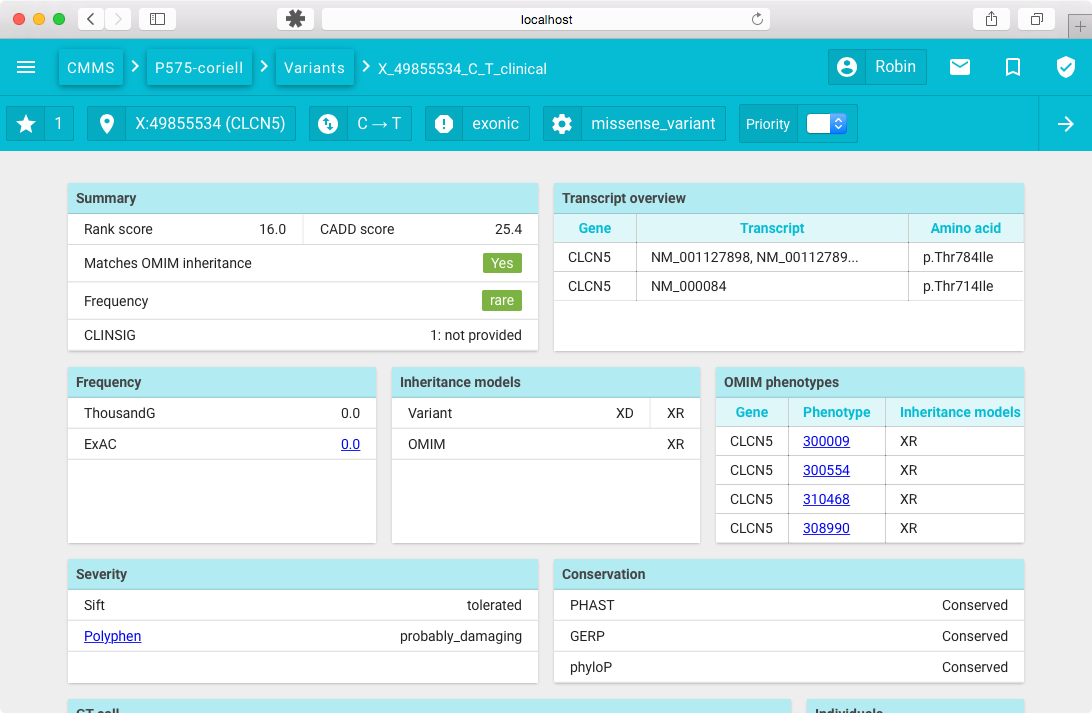 localhost
CMMS
P575-coriell
Variants
X_49855534_C_T_clinical
Robin
1
X:49855534 (CLCN5)
C → T
exonic
missense_variant
Priority
Summary
Rank score 16.0 CADD score 25.4
Matches OMIM inheritance Yes
Frequency rare
CLINSIG 1: not provided
Transcript overview
Gene Transcript Amino acid
CLCN5 NM_001127898, NM_00112789... p.Thr784Ile
CLCN5 NM_000084 p.Thr714Ile
Frequency
ThousandG 0.0
ExAC 0.0
Inheritance models
Variant XD XR
OMIM XR
OMIM phenotypes
Gene Phenotype Inheritance models
CLCN5 300009 XR
CLCN5 300554 XR
CLCN5 310468 XR
CLCN5 308990 XR
Severity
Sift tolerated
Polyphen probably_damaging
Conservation
PHAST Conserved
GERP Conserved
phyloP Conserved
GT call
Individuals